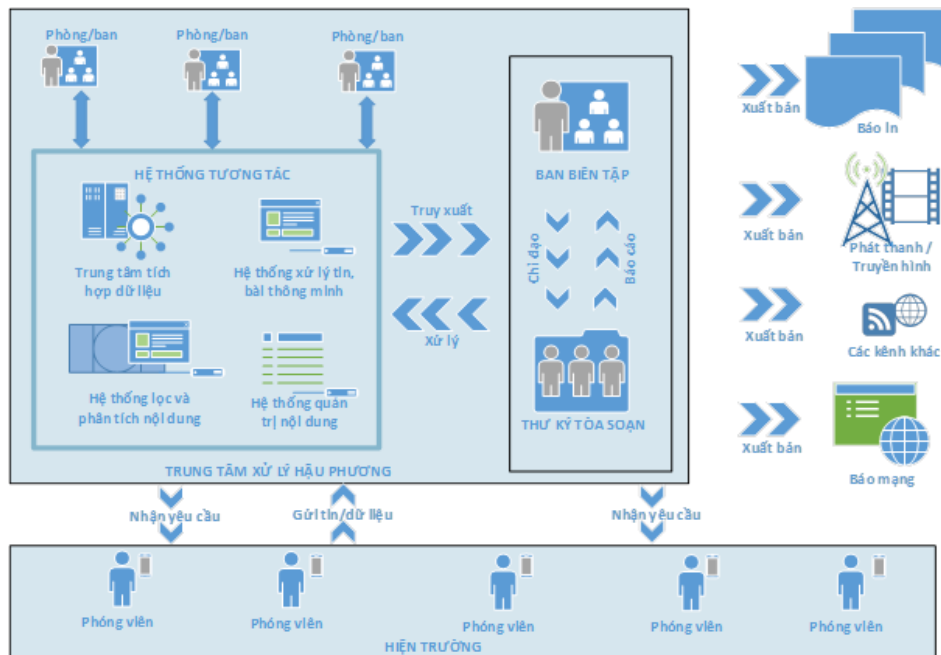 Phòng/ban
Phòng/ban
Phòng/ban
HỆ THỐNG TƯƠNG TÁC
Trung tâm tích
hợp dữ liệu
Hệ thống xử lý tin,
bài thông minh
Hệ thống lọc và
phân tích nội dung
Hệ thống quản
trị nội dung
Truy xuất
Xử lý
BAN BIÊN TẬP
Chỉ đạo
Báo cáo
THƯ KÝ TÒA SOẠN
TRUNG TÂM XỬ LÝ HẬU PHƯƠNG
Xuất bản
Báo In
Xuất bản
Phát thanh /
Truyền hình
Xuất bản
Các kênh khác
Xuất bản
Báo mạng
Nhận yêu cầu
Gửi tin/dữ liệu
Nhận yêu cầu
Phóng viên
Phóng viên
Phóng viên
Phóng viên
Phóng viên
HIỆN TRƯỜNG